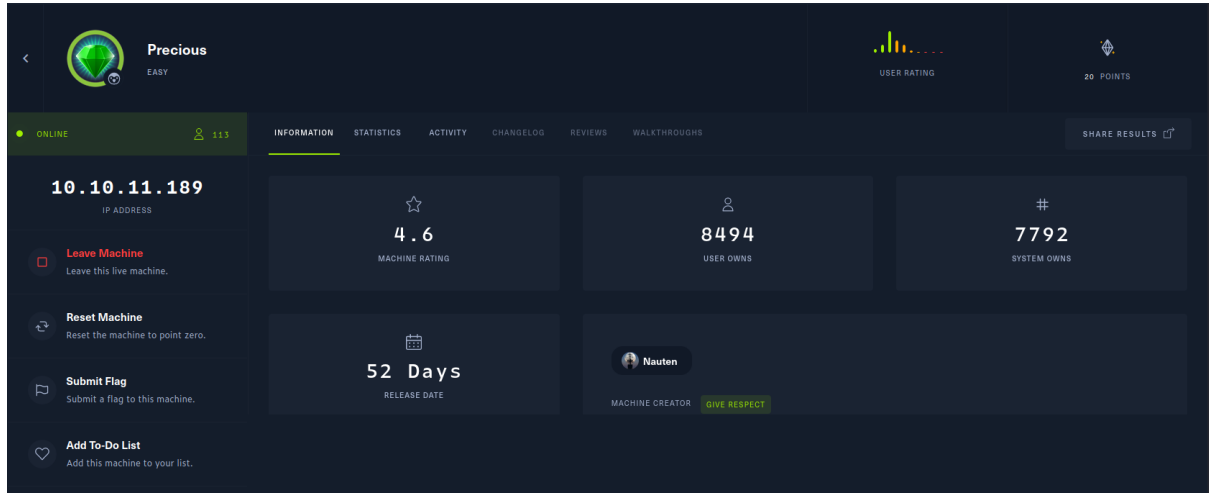 Precious
EASY
USER RATING
20 POINTS
ONLINE
113
INFORMATION
STATISTICS
ACTIVITY
CHANGELOG
REVIEWS
WALKTHROUGHS
SHARE RESULTS
10.10.11.189
IP ADDRESS
Leave Machine
Leave this live machine.
Reset Machine
Reset the machine to point zero.
Submit Flag
Submit a flag to this machine.
Add To-Do List
Add this machine to your list.
4.6
MACHINE RATING
8494
USER OWNS
7792
SYSTEM OWNS
52 Days
RELEASE DATE
Nauten
MACHINE CREATOR
GIVE RESPECT